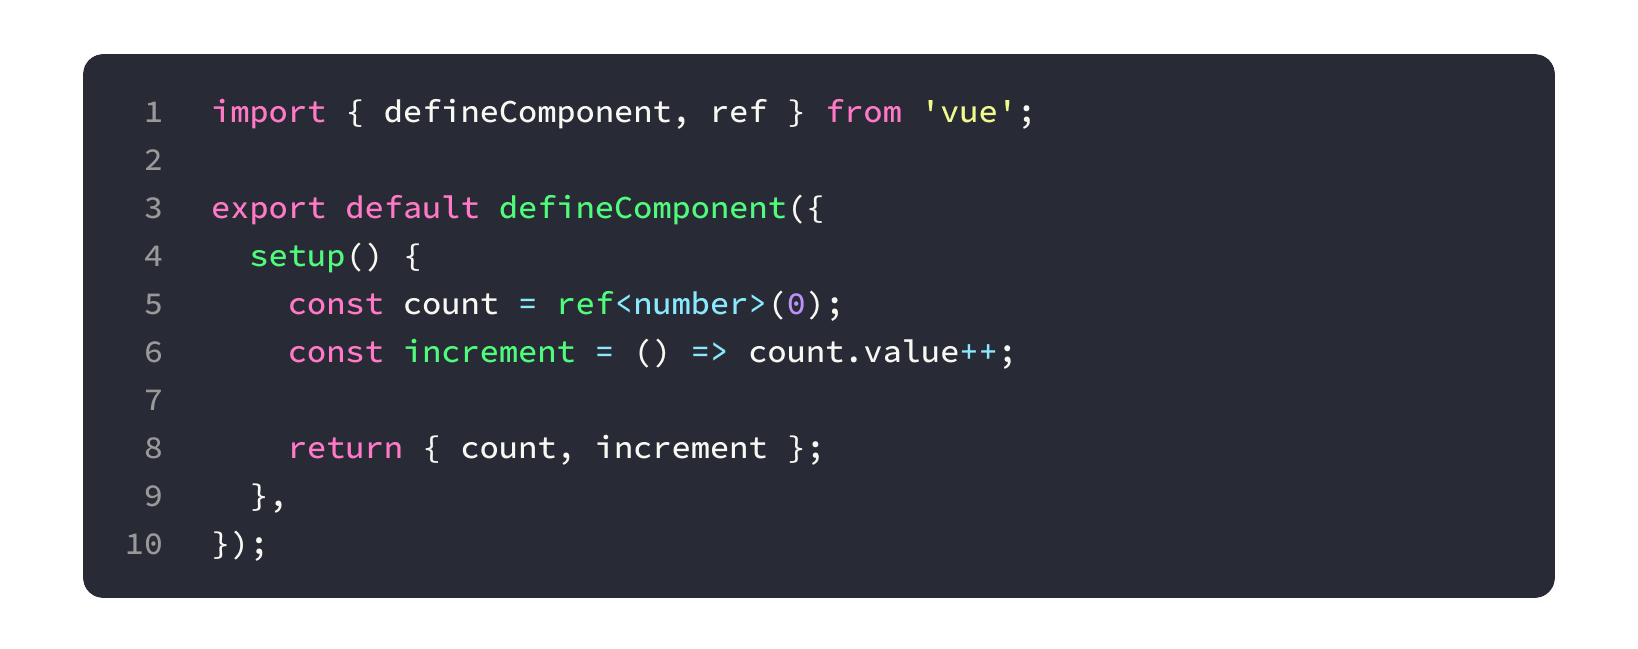 1 import { defineComponent, ref } from 'vue';
2
3 export default defineComponent({
4   setup() {
5     const count = ref<number>(0);
6     const increment = () => count.value++;
7
8     return { count, increment };
9   },
10 });